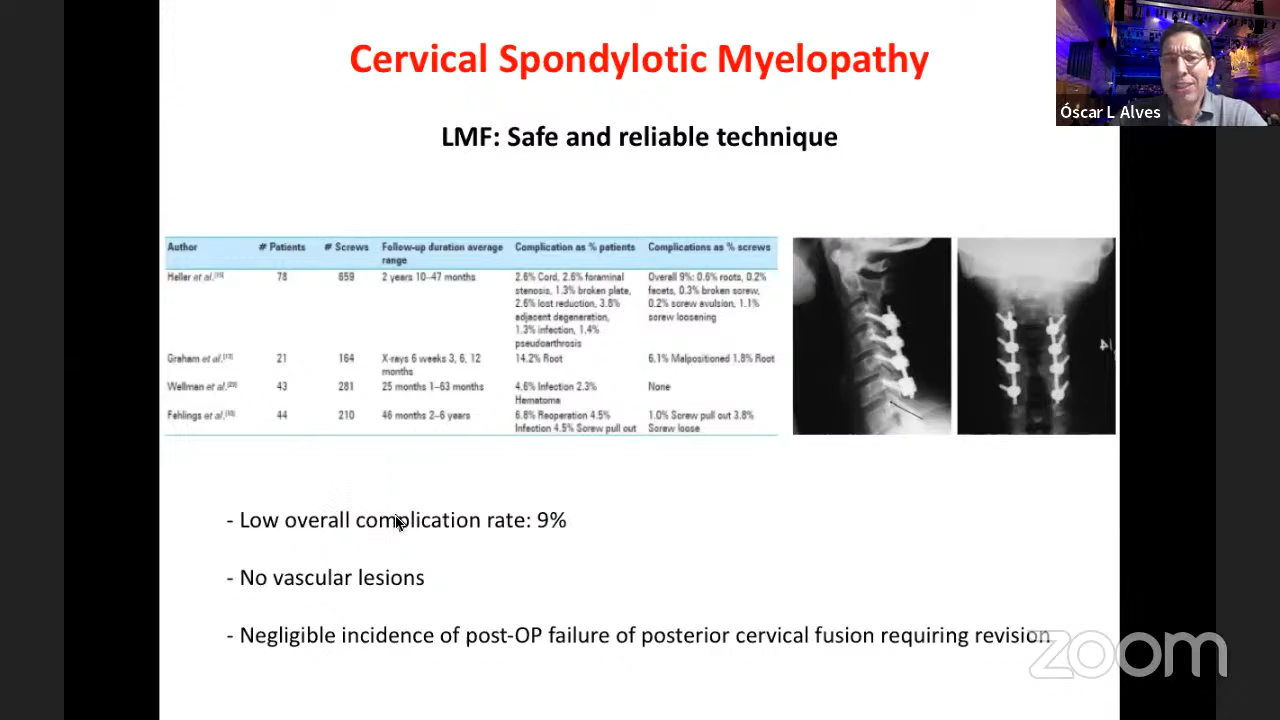 Cervical Spondylotic Myelopathy
Óscar L Alves
LMF: Safe and reliable technique
Author # Patients # Screws Follow-up duration average range Complication as % patients Complications as % screws
Heller et al. 78 659 2 years 10–47 months 2.6% Cord, 2.6% foraminal stenosis, 1.3% broken plate, 2.6% lost reduction, 3.8% adjacent degeneration, 1.3% infection, 1.4% pseudoarthrosis Overall 9%: 0.6% roots, 0.2% facets, 0.3% broken screw, 0.2% screw avulsion, 1.1% screw loosening
Graham et al. 21 164 X-rays 6 weeks 3, 6, 12 months 14.2% Root 6.1% Malpositioned 1.8% Root
Wellman et al. 43 281 25 months 1–63 months 4.6% Infection 2.3% Hematoma None
Fehlings et al. 44 210 46 months 2–6 years 6.8% Reoperation 4.5% Infection 4.5% Screw pull out 1.0% Screw pull out 3.8% Screw loose
- Low overall complication rate: 9%
- No vascular lesions
- Negligible incidence of post-OP failure of posterior cervical fusion requiring revision
zoom